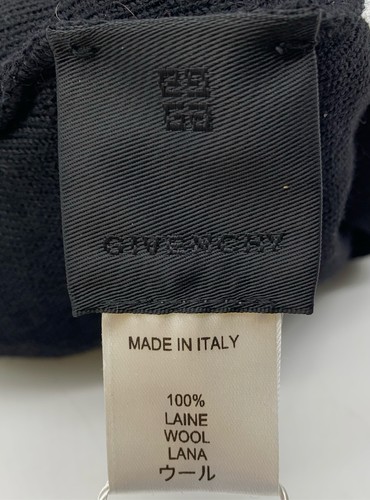 GIVENCHY
MADE IN ITALY
100%
LAINE
WOOL
LANA
ウール